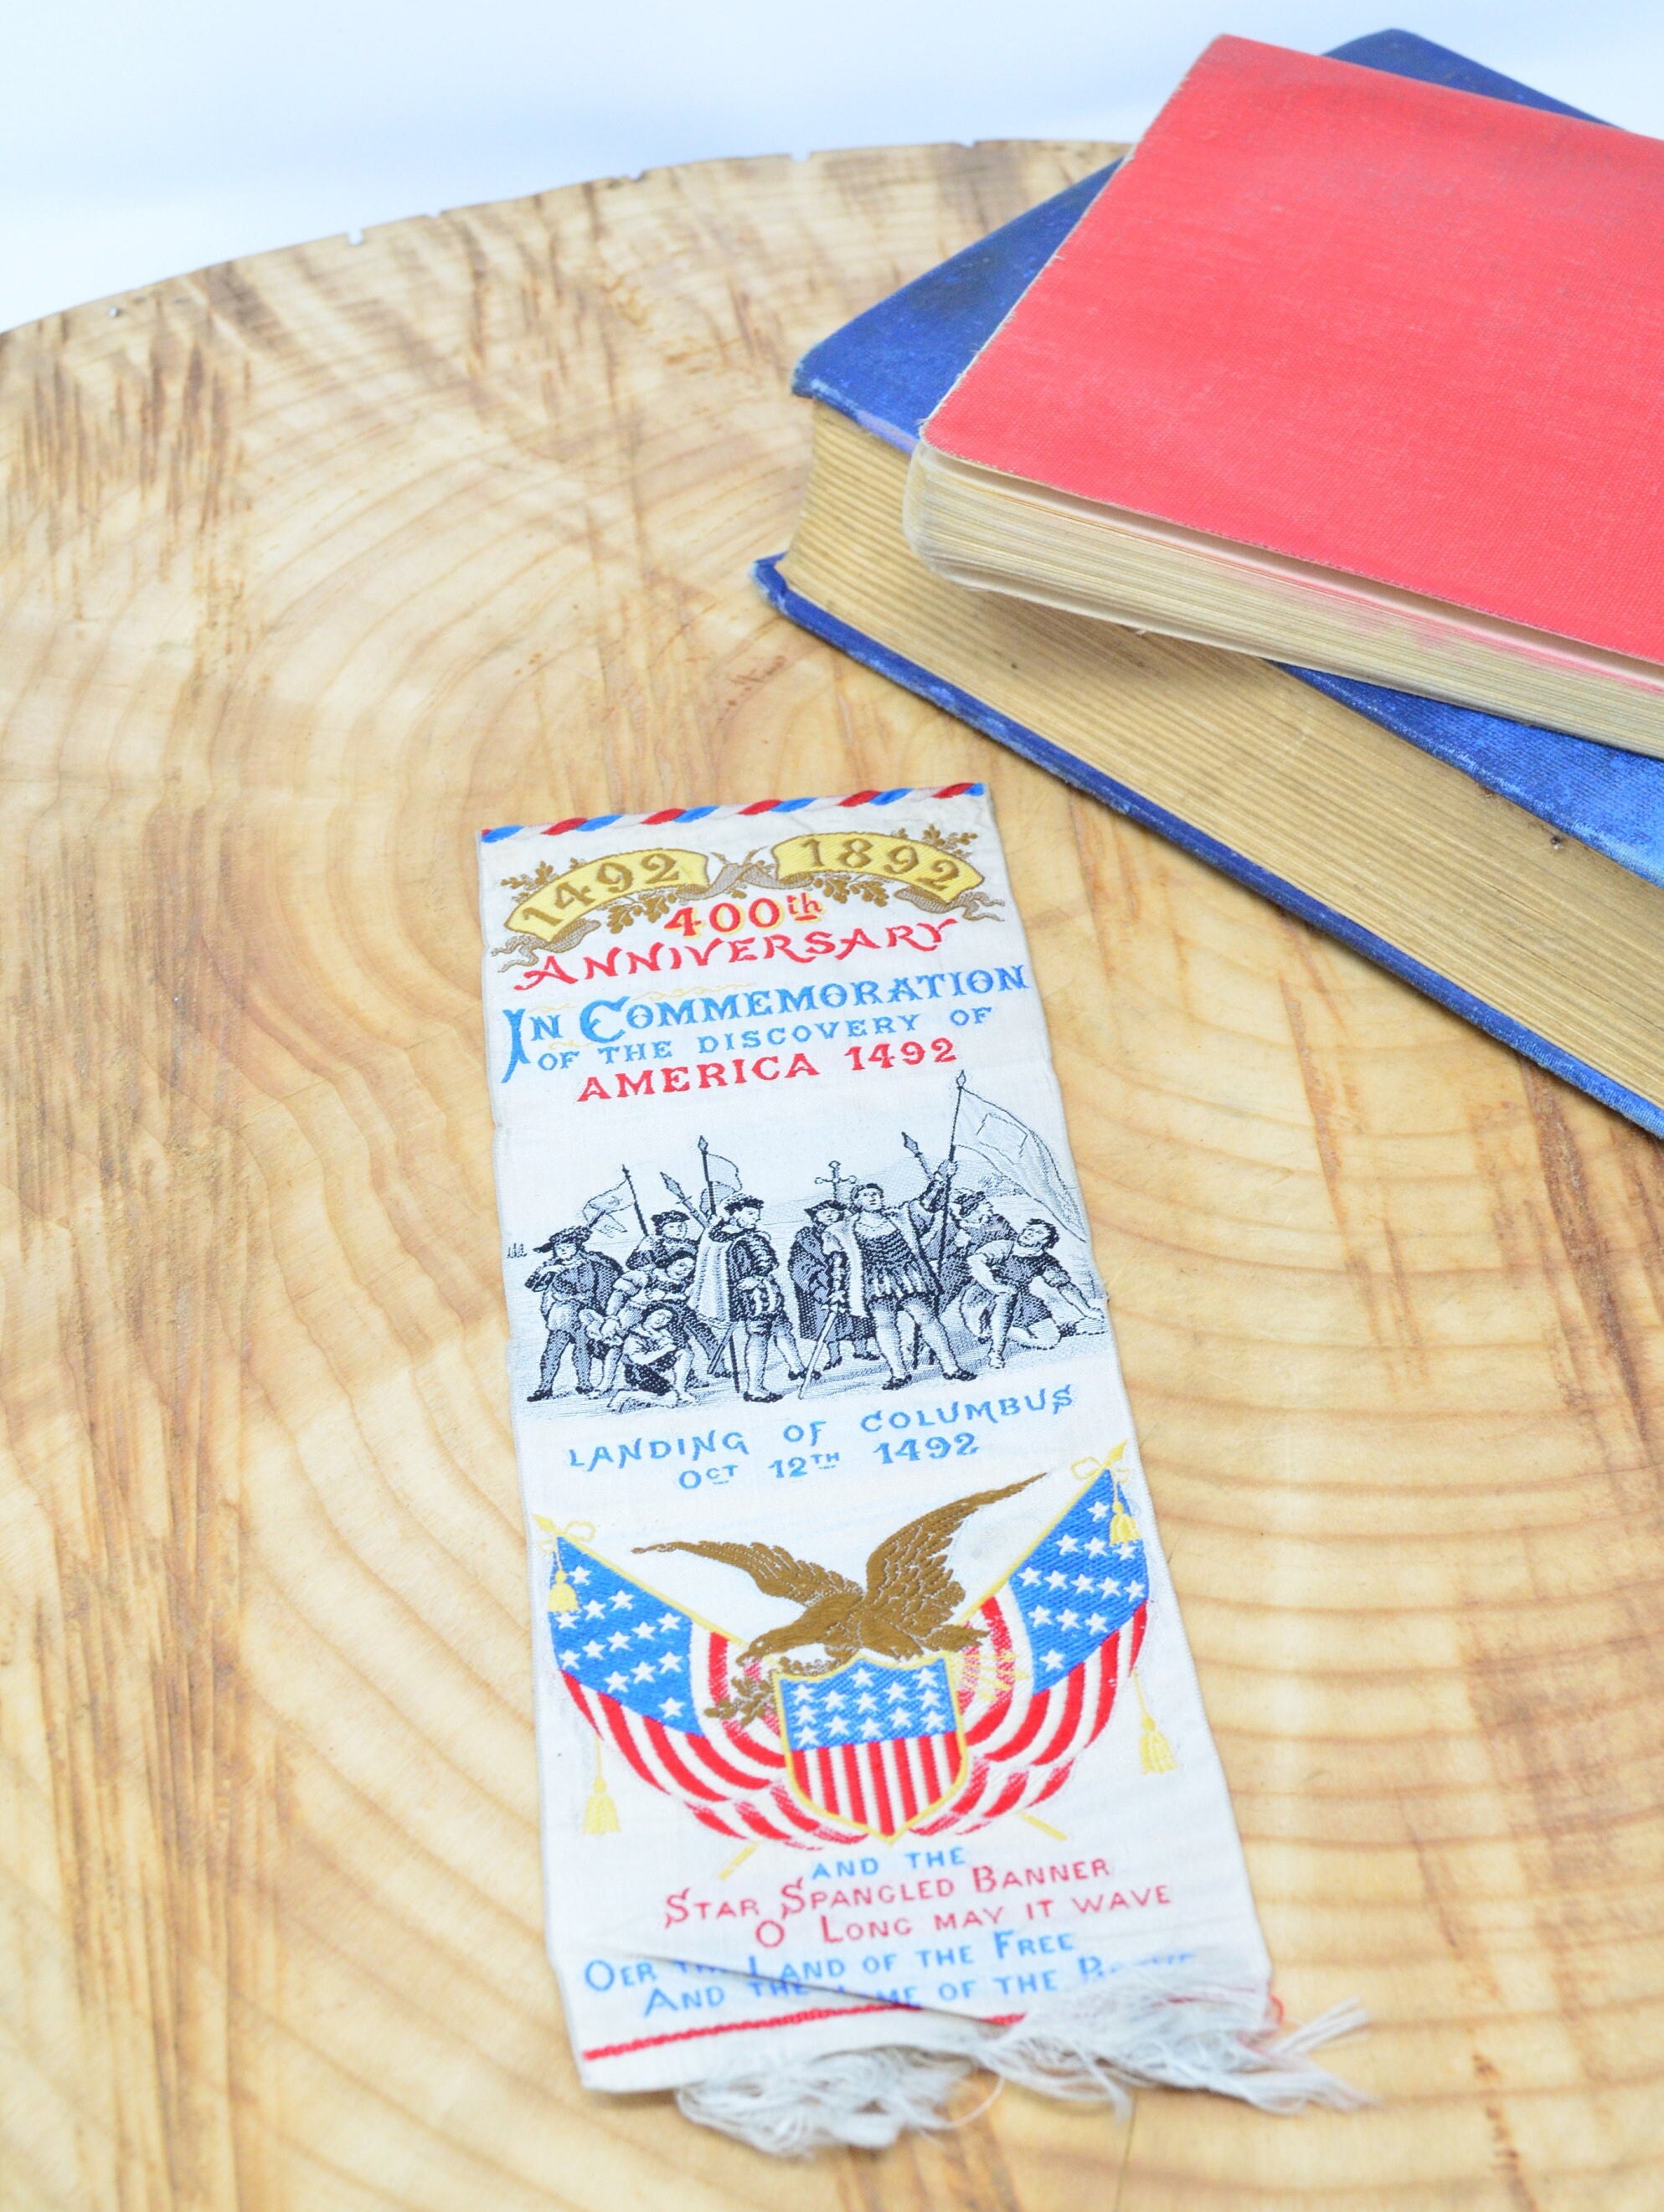 1492 1892
400th
ANNIVERSARY
IN COMMEMORATION
OF THE DISCOVERY OF
AMERICA 1492
LANDING OF COLUMBUS
OCT 12TH 1492
AND THE
STAR SPANGLED BANNER
O' LONG MAY IT WAVE
OER THE LAND OF THE FREE
AND THE OF THE